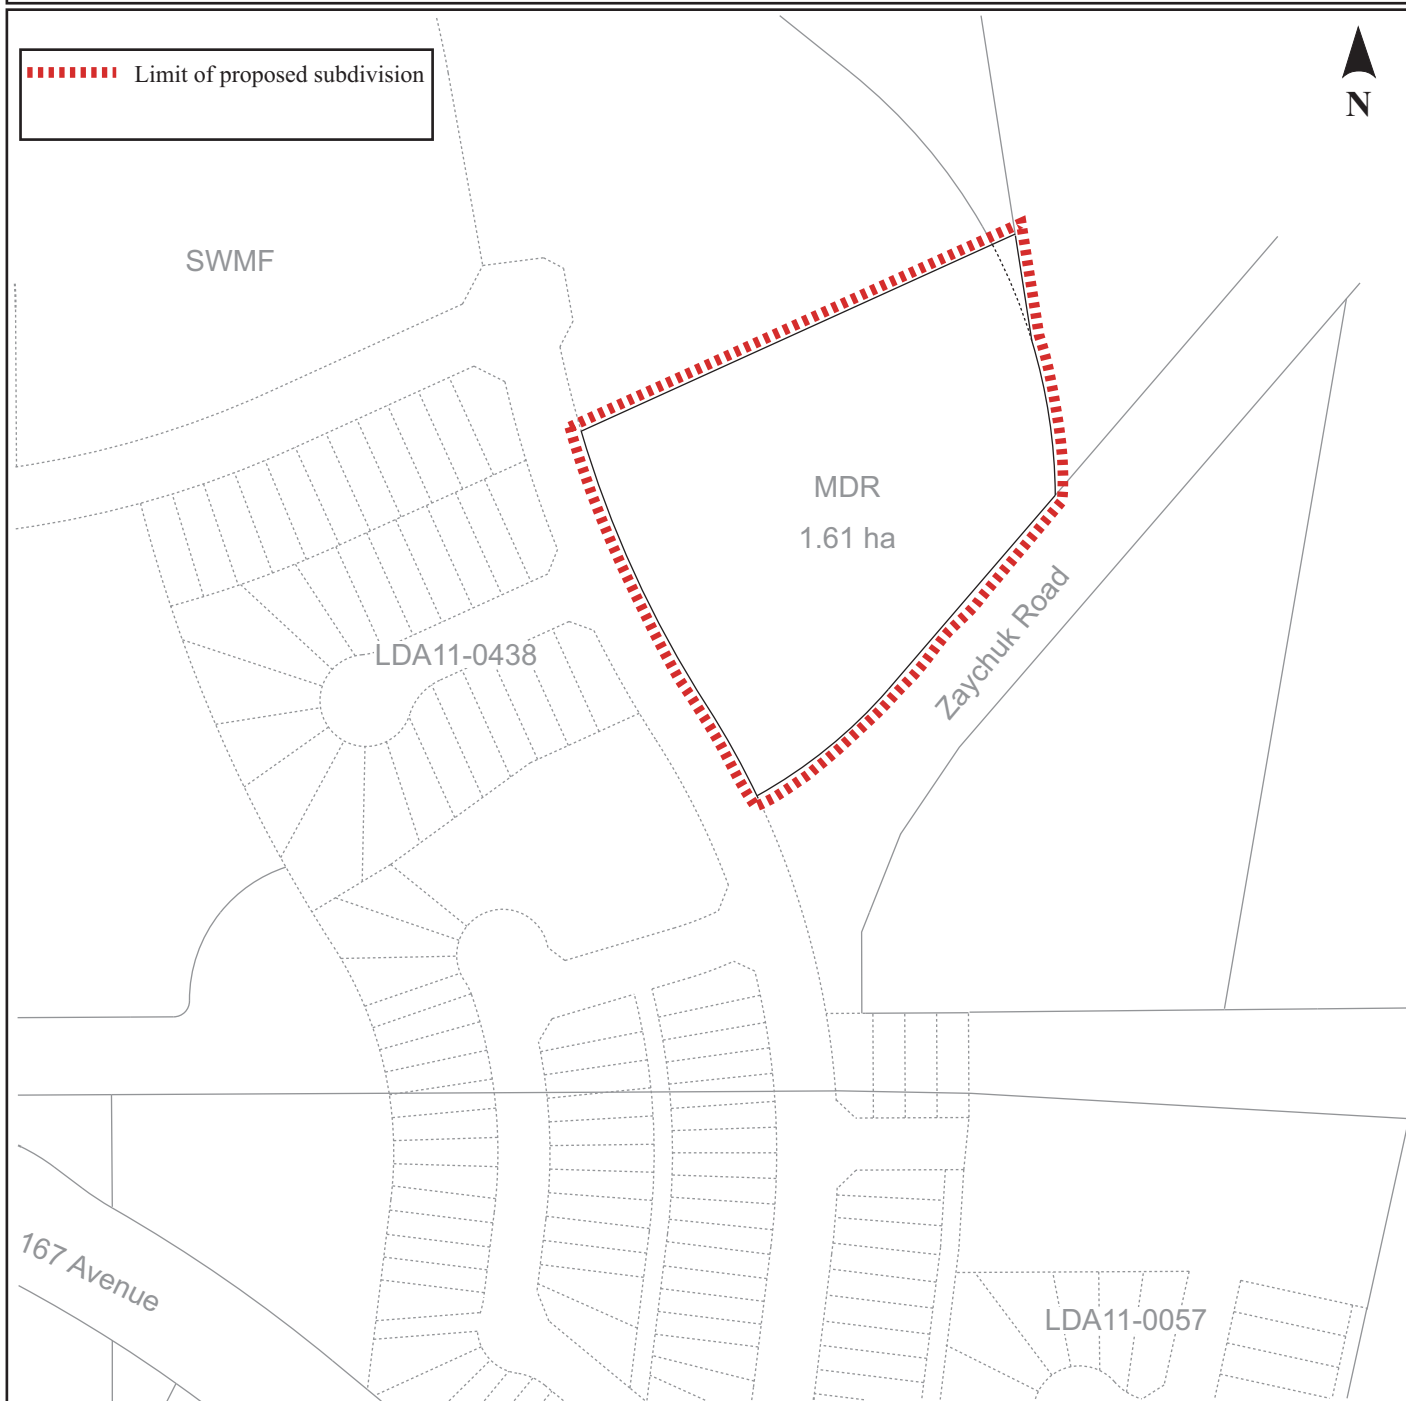 Limit of proposed subdivision
N
SWMF
MDR
1.61 ha
Zaychuk Road
LDA11-0438
167 Avenue
LDA11-0057